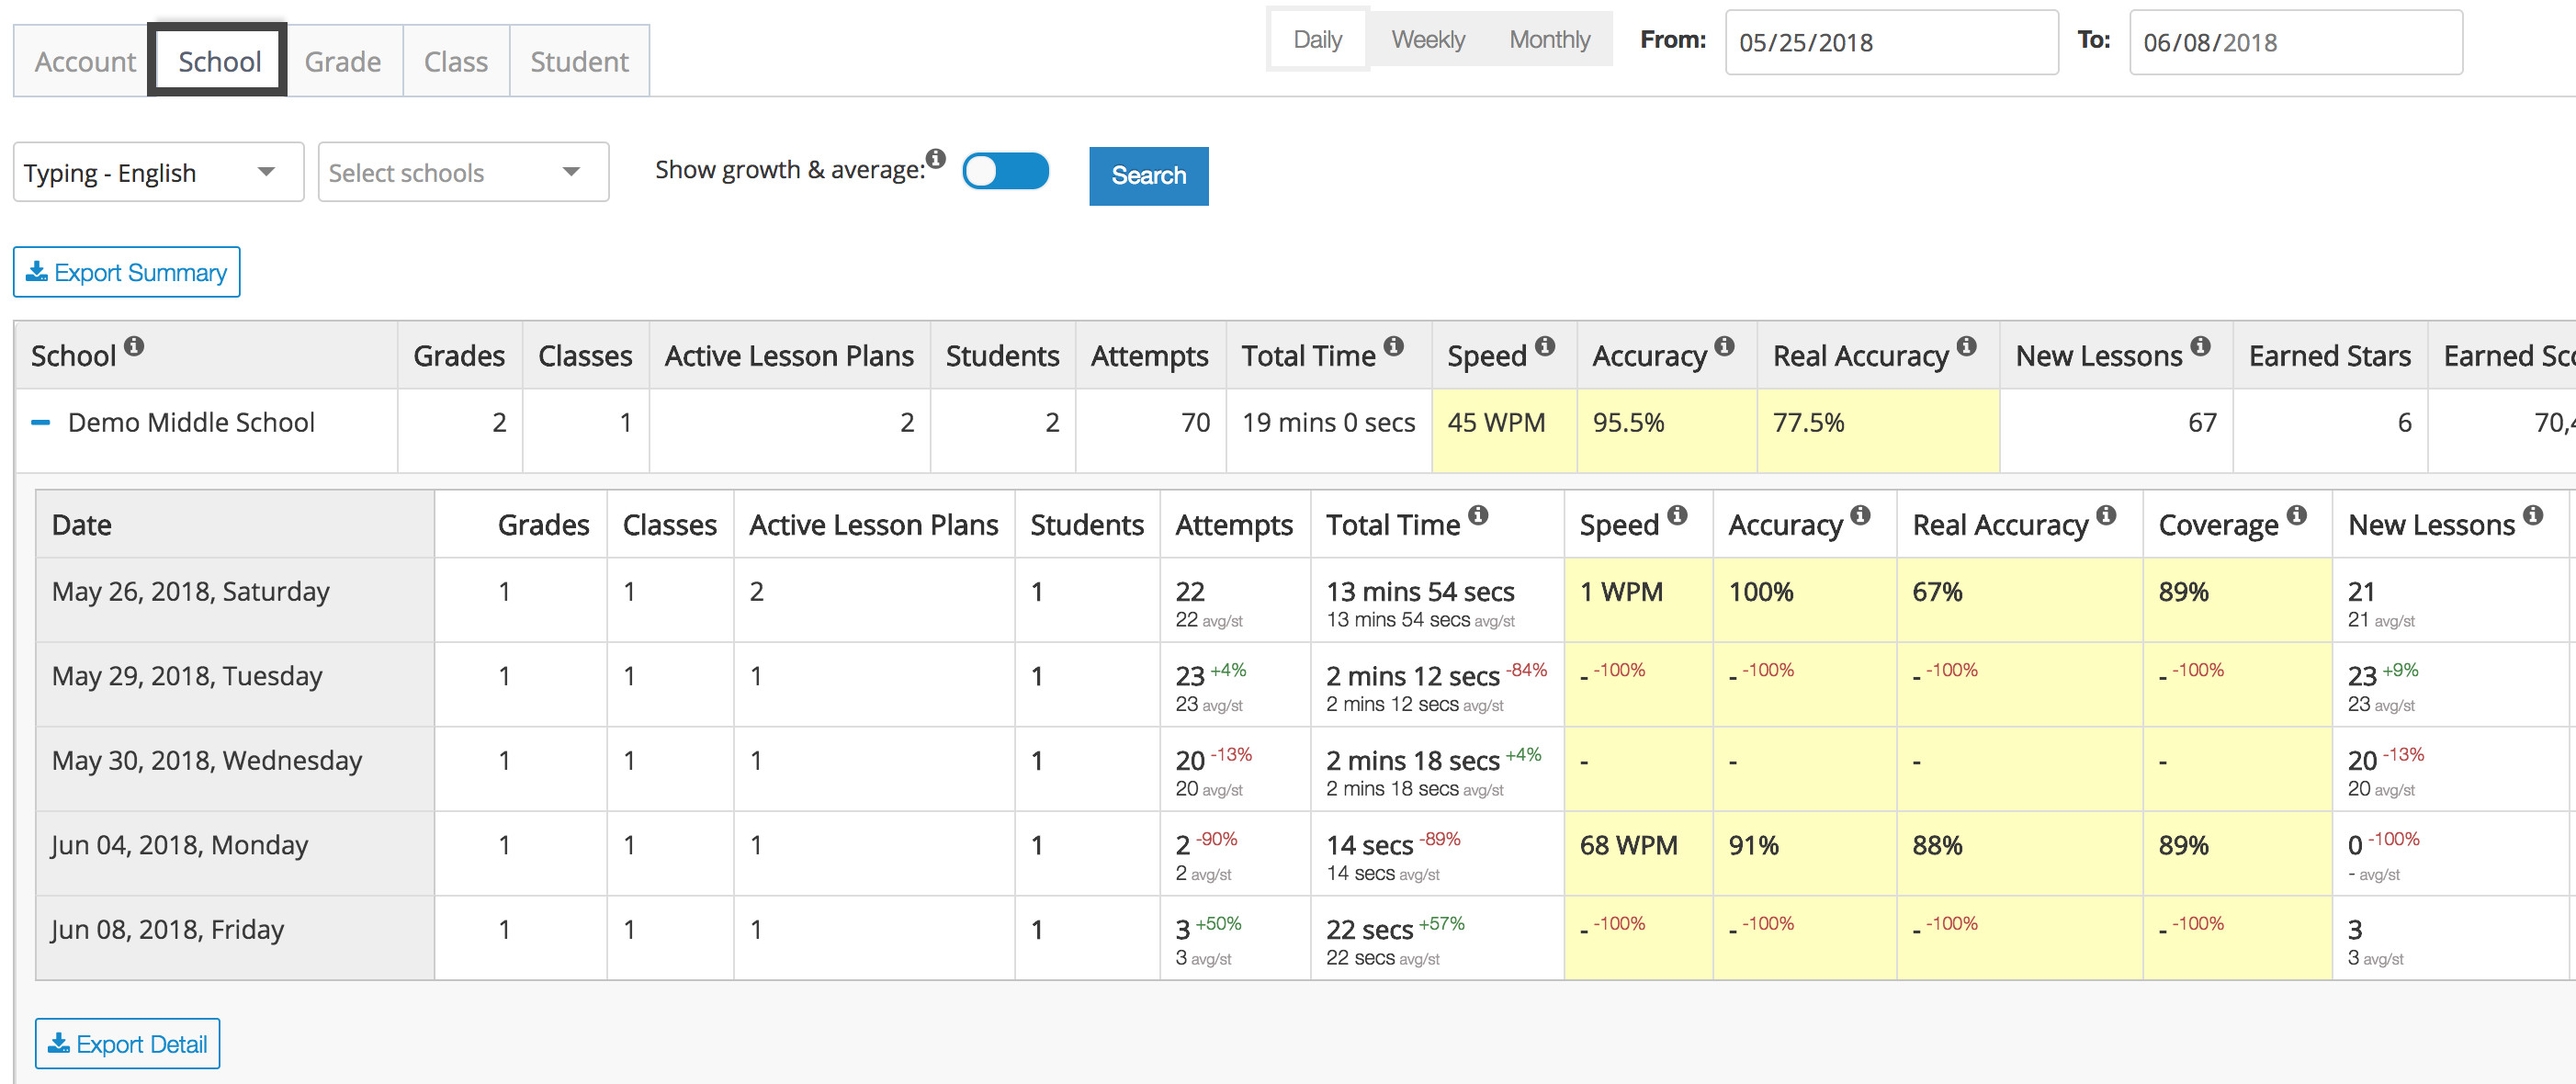 Account School Grade Class Student Daily Weekly Monthly From: 05/25/2018 To: 06/08/2018
Typing - English Select schools Show growth & average: Search
Export Summary
School Grades Classes Active Lesson Plans Students Attempts Total Time Speed Accuracy Real Accuracy New Lessons Earned Stars Earned Sco
Demo Middle School 2 1 2 2 70 19 mins 0 secs 45 WPM 95.5% 77.5% 67 6 70,4
Date Grades Classes Active Lesson Plans Students Attempts Total Time Speed Accuracy Real Accuracy Coverage New Lessons
May 26, 2018, Saturday 1 1 2 1 22 13 mins 54 secs 1 WPM 100% 67% 89% 21
22 avg/st 13 mins 54 secs avg/st 21 avg/st
May 29, 2018, Tuesday 1 1 1 1 23 +4% 2 mins 12 secs -84% - -100% - -100% - -100% - -100% 23 +9%
23 avg/st 2 mins 12 secs avg/st 23 avg/st
May 30, 2018, Wednesday 1 1 1 1 20 -13% 2 mins 18 secs +4% - - - - 20 -13%
20 avg/st 2 mins 18 secs avg/st 20 avg/st
Jun 04, 2018, Monday 1 1 1 1 2 -90% 14 secs -89% 68 WPM 91% 88% 89% 0 -100%
2 avg/st 14 secs avg/st - avg/st
Jun 08, 2018, Friday 1 1 1 1 3 +50% 22 secs +57% - -100% - -100% - -100% - -100% 3
3 avg/st 22 secs avg/st 3 avg/st
Export Detail